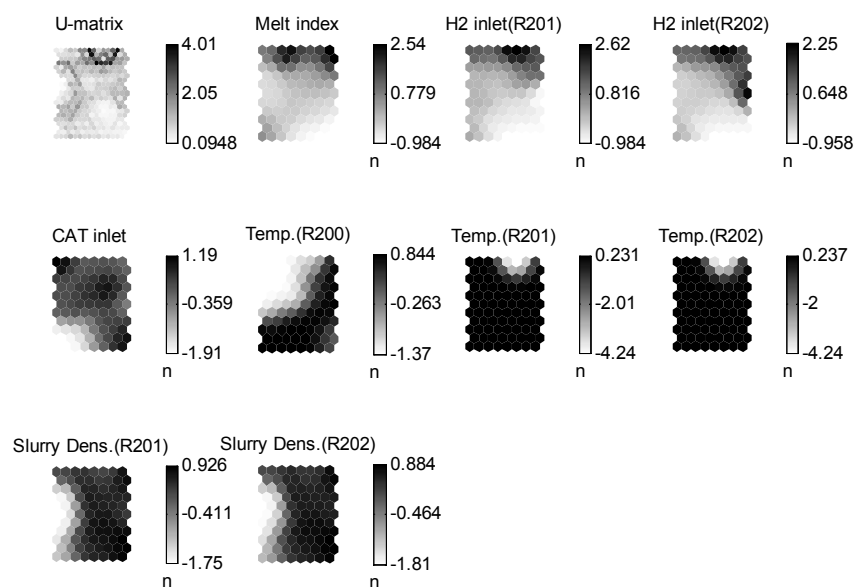 U-matrix
4.01
2.05
0.0948
Melt index
2.54
0.779
-0.984
n
H2 inlet(R201)
2.62
0.816
-0.984
n
H2 inlet(R202)
2.25
0.648
-0.958
n
CAT inlet
1.19
-0.359
-1.91
n
Temp.(R200)
0.844
-0.263
-1.37
n
Temp.(R201)
0.231
-2.01
-4.24
n
Temp.(R202)
0.237
-2
-4.24
n
Slurry Dens.(R201)
0.926
-0.411
-1.75
n
Slurry Dens.(R202)
0.884
-0.464
-1.81
n